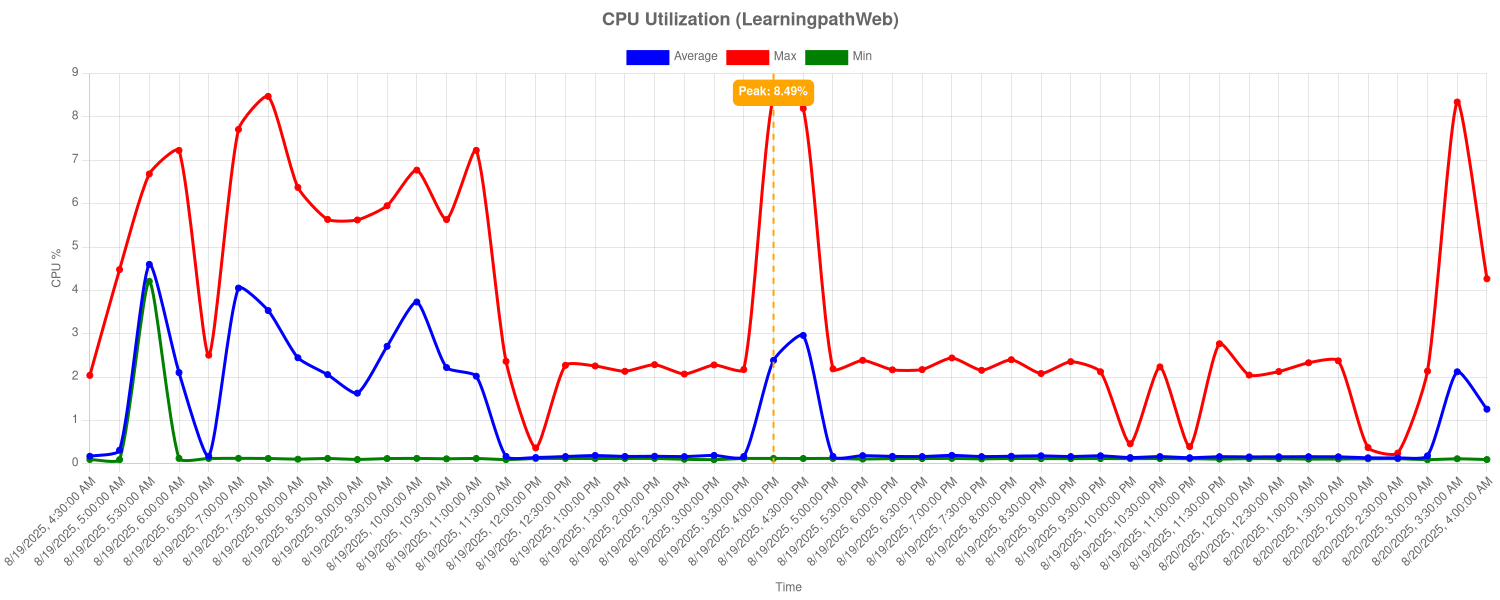 CPU Utilization (LearningpathWeb)
Average Max Min
Peak: 8.49%
CPU %
9
8
7
6
5
4
3
2
1
0
8/19/2025, 4:30:00 AM
8/19/2025, 5:00:00 AM
8/19/2025, 5:30:00 AM
8/19/2025, 6:00:00 AM
8/19/2025, 6:30:00 AM
8/19/2025, 7:00:00 AM
8/19/2025, 7:30:00 AM
8/19/2025, 8:00:00 AM
8/19/2025, 8:30:00 AM
8/19/2025, 9:00:00 AM
8/19/2025, 9:30:00 AM
8/19/2025, 10:00:00 AM
8/19/2025, 10:30:00 AM
8/19/2025, 11:00:00 AM
8/19/2025, 11:30:00 AM
8/19/2025, 12:00:00 PM
8/19/2025, 12:30:00 PM
8/19/2025, 1:00:00 PM
8/19/2025, 1:30:00 PM
8/19/2025, 2:00:00 PM
8/19/2025, 2:30:00 PM
8/19/2025, 3:00:00 PM
8/19/2025, 3:30:00 PM
8/19/2025, 4:00:00 PM
8/19/2025, 4:30:00 PM
8/19/2025, 5:00:00 PM
8/19/2025, 5:30:00 PM
8/19/2025, 6:00:00 PM
8/19/2025, 6:30:00 PM
8/19/2025, 7:00:00 PM
8/19/2025, 7:30:00 PM
8/19/2025, 8:00:00 PM
8/19/2025, 8:30:00 PM
8/19/2025, 9:00:00 PM
8/19/2025, 9:30:00 PM
8/19/2025, 10:00:00 PM
8/19/2025, 10:30:00 PM
8/19/2025, 11:00:00 PM
8/19/2025, 11:30:00 PM
8/20/2025, 12:00:00 AM
8/20/2025, 12:30:00 AM
8/20/2025, 1:00:00 AM
8/20/2025, 1:30:00 AM
8/20/2025, 2:00:00 AM
8/20/2025, 2:30:00 AM
8/20/2025, 3:00:00 AM
8/20/2025, 3:30:00 AM
8/20/2025, 4:00:00 AM
Time